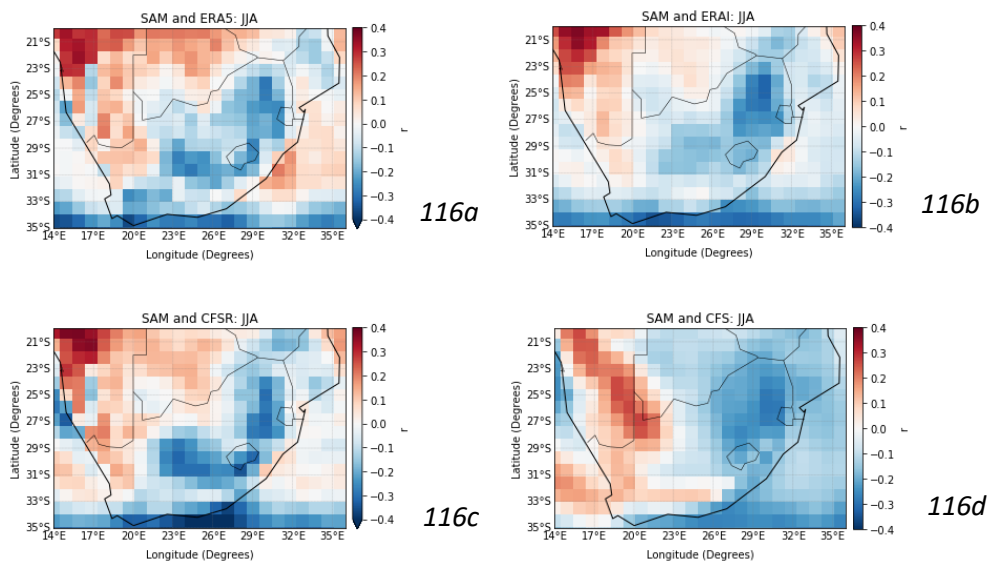 SAM and ERA5: JJA
21°S
23°S
25°S
27°S
29°S
31°S
33°S
35°S
14°E 17°E 20°E 23°E 26°E 29°E 32°E 35°E
Latitude (Degrees)
Longitude (Degrees)
0.4
0.3
0.2
0.1
0.0
−0.1
−0.2
−0.3
−0.4
r
116a
SAM and ERAI: JJA
21°S
23°S
25°S
27°S
29°S
31°S
33°S
35°S
14°E 17°E 20°E 23°E 26°E 29°E 32°E 35°E
Latitude (Degrees)
Longitude (Degrees)
0.4
0.3
0.2
0.1
0.0
−0.1
−0.2
−0.3
−0.4
r
116b
SAM and CFSR: JJA
21°S
23°S
25°S
27°S
29°S
31°S
33°S
35°S
14°E 17°E 20°E 23°E 26°E 29°E 32°E 35°E
Latitude (Degrees)
Longitude (Degrees)
0.4
0.3
0.2
0.1
0.0
−0.1
−0.2
−0.3
−0.4
r
116c
SAM and CFS: JJA
21°S
23°S
25°S
27°S
29°S
31°S
33°S
35°S
14°E 17°E 20°E 23°E 26°E 29°E 32°E 35°E
Latitude (Degrees)
Longitude (Degrees)
0.4
0.3
0.2
0.1
0.0
−0.1
−0.2
−0.3
−0.4
r
116d